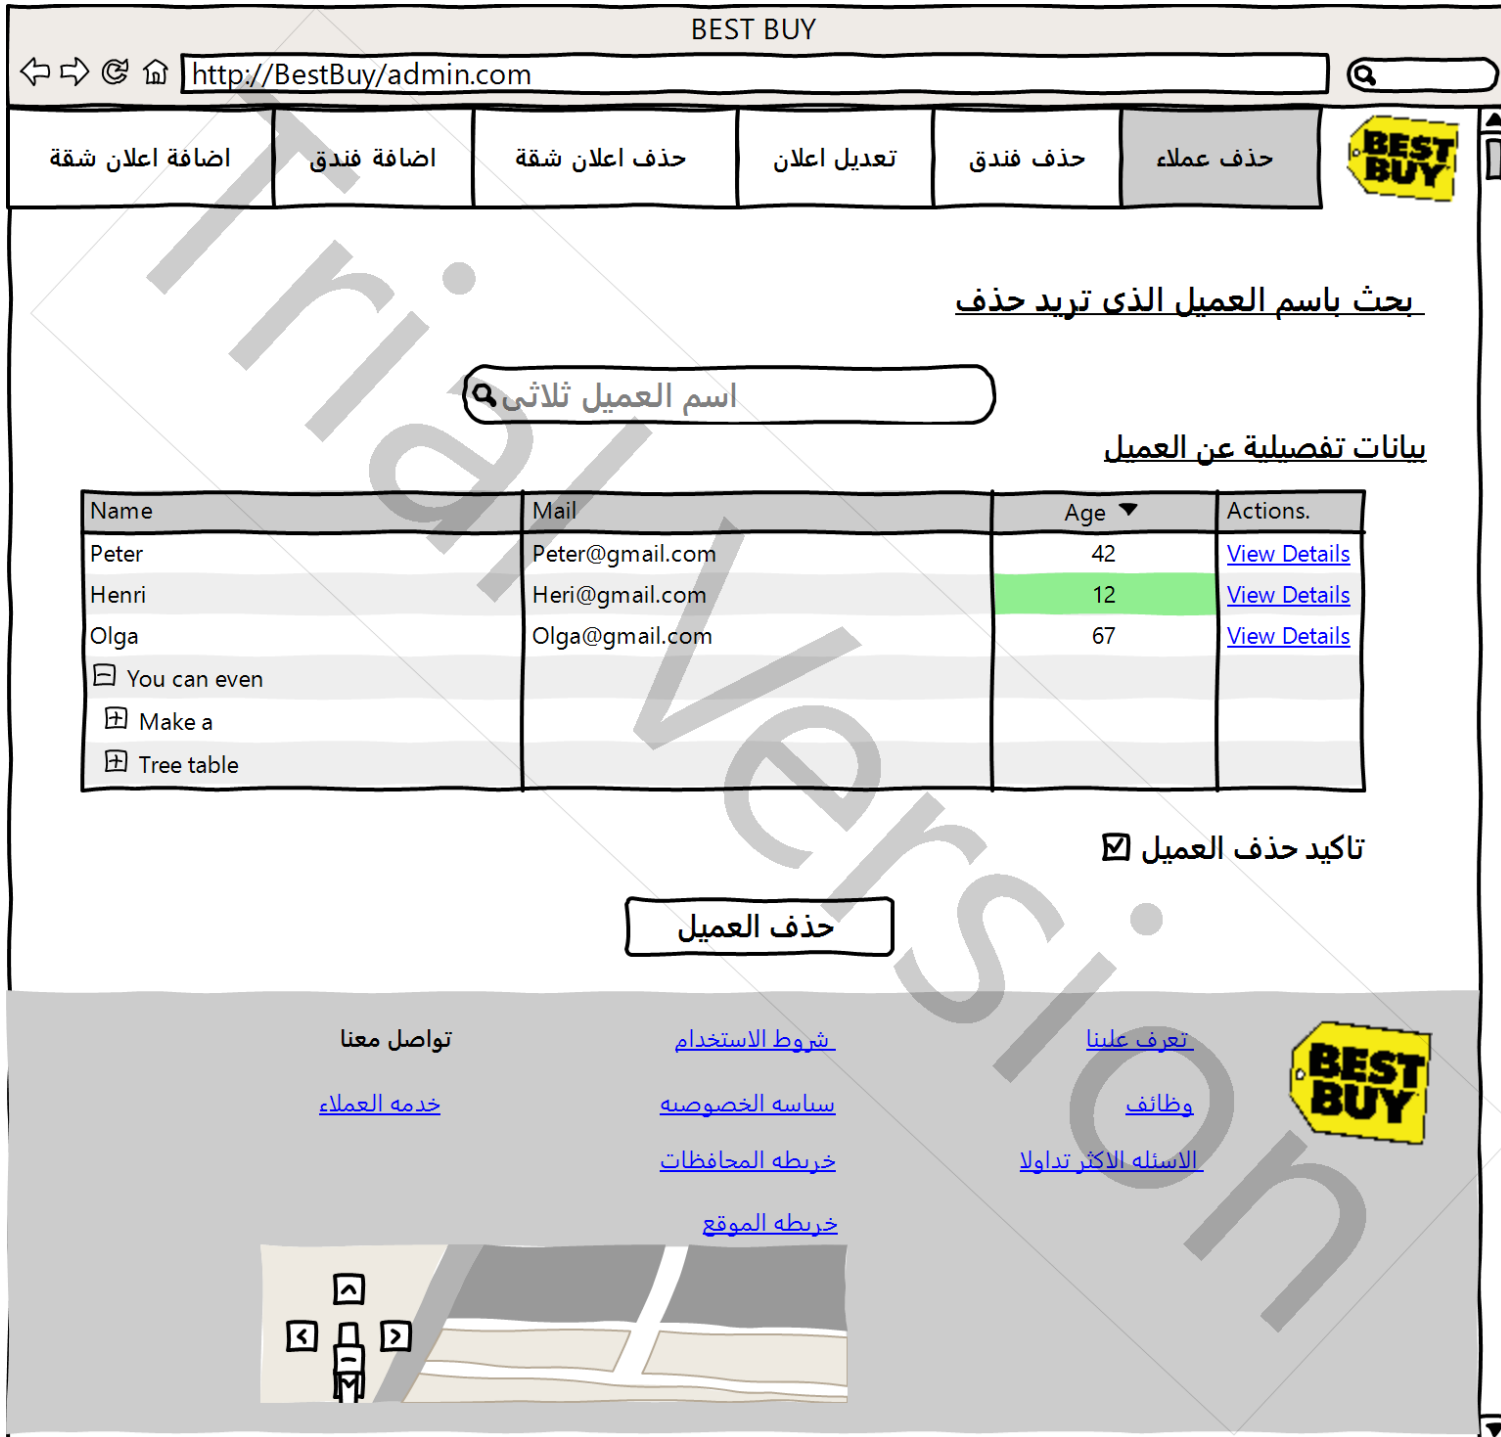 BEST BUY
http://BestBuy/admin.com
BEST BUY
حذف عملاء
حذف فندق
تعديل اعلان
حذف اعلان شقة
اضافة فندق
اضافة اعلان شقة
بحث باسم العميل الذى تريد حذف
اسم العميل ثلاثى
بيانات تفصيلية عن العميل
Name Mail Age Actions.
Peter Peter@gmail.com 42 View Details
Henri Heri@gmail.com 12 View Details
Olga Olga@gmail.com 67 View Details
You can even
Make a
Tree table
تاكيد حذف العميل
حذف العميل
BEST BUY
تعرف علينا
وظائف
الاسئله الاكثر تداولا
شروط الاستخدام
سياسه الخصوصيه
خريطه المحافظات
خريطه الموقع
تواصل معنا
خدمه العملاء
Trial Version